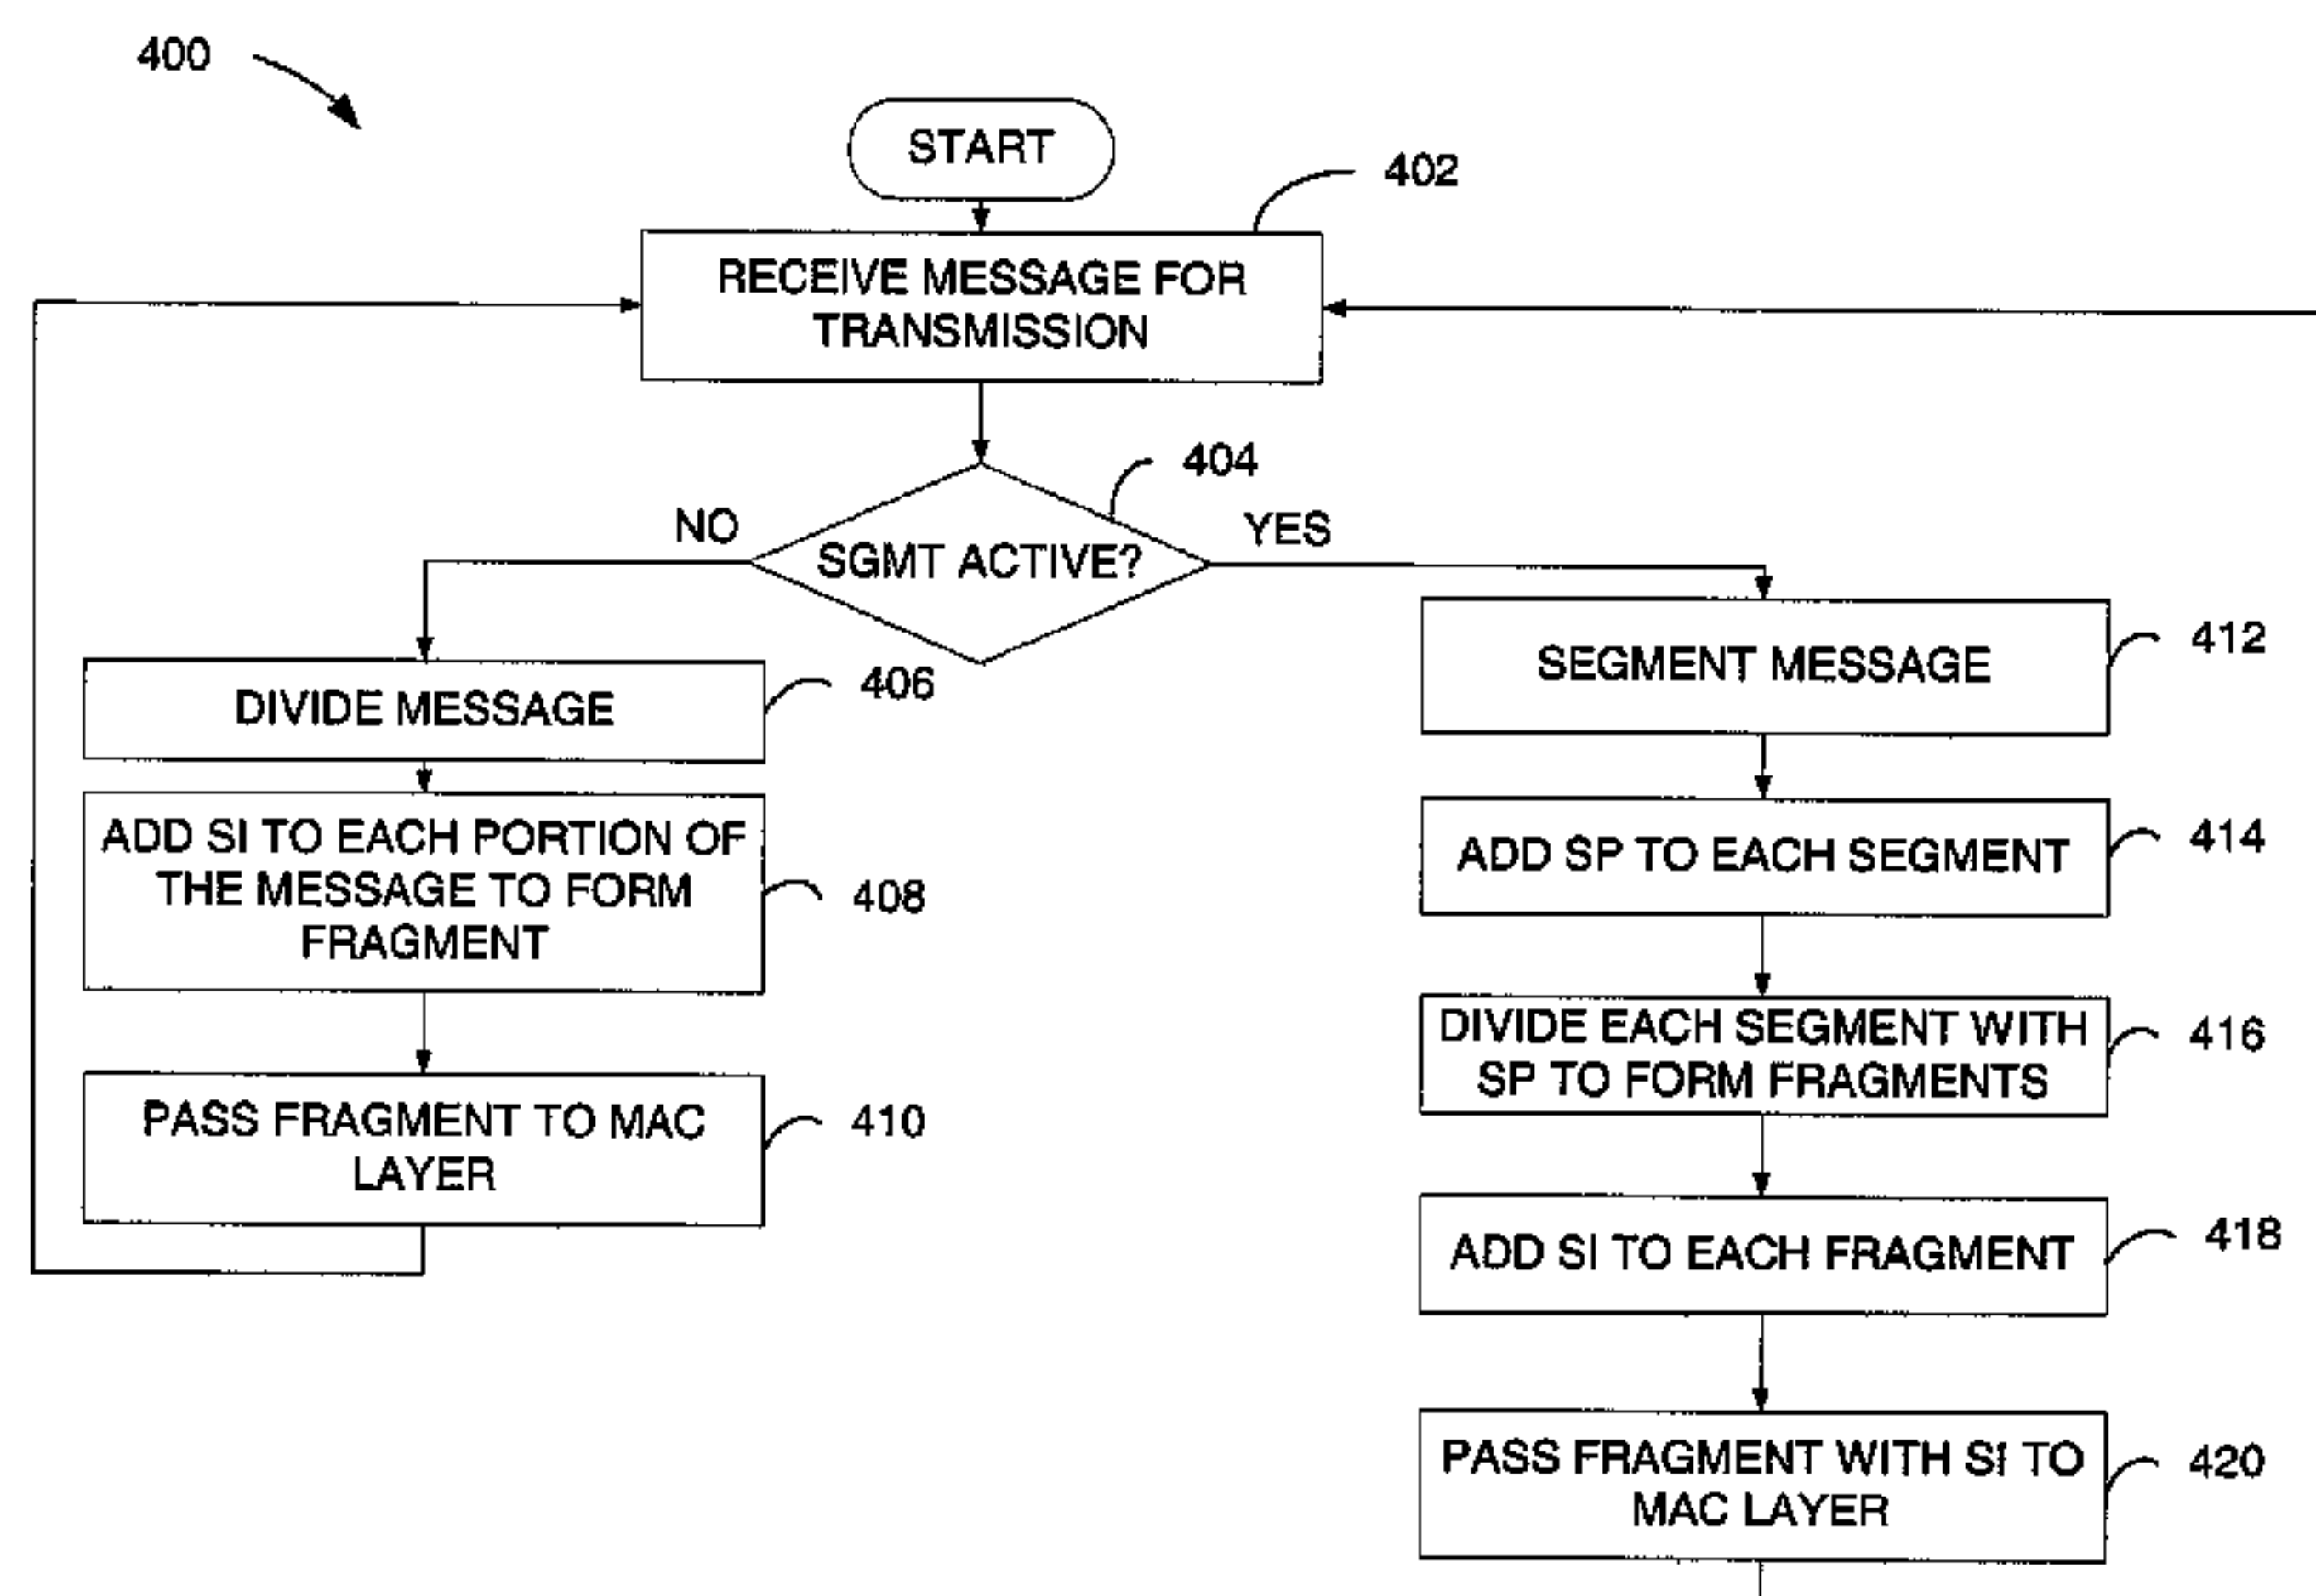 400
START
402
RECEIVE MESSAGE FOR
TRANSMISSION
404
NO
YES
SGMT ACTIVE?
DIVIDE MESSAGE
406
ADD SI TO EACH PORTION OF
THE MESSAGE TO FORM
FRAGMENT
408
PASS FRAGMENT TO MAC
LAYER
410
SEGMENT MESSAGE
412
ADD SP TO EACH SEGMENT
414
DIVIDE EACH SEGMENT WITH
SP TO FORM FRAGMENTS
416
ADD SI TO EACH FRAGMENT
418
PASS FRAGMENT WITH SI TO
MAC LAYER
420